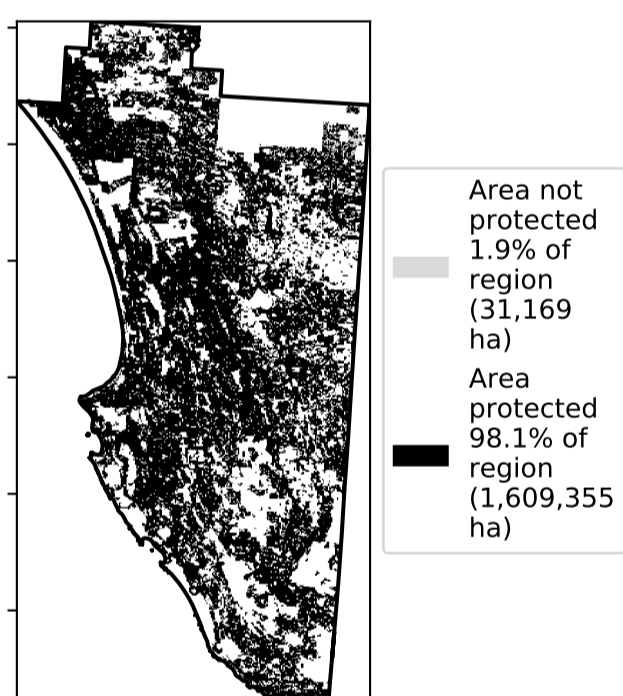 Area not
protected
1.9% of
region
(31,169
ha)
Area
protected
98.1% of
region
(1,609,355
ha)